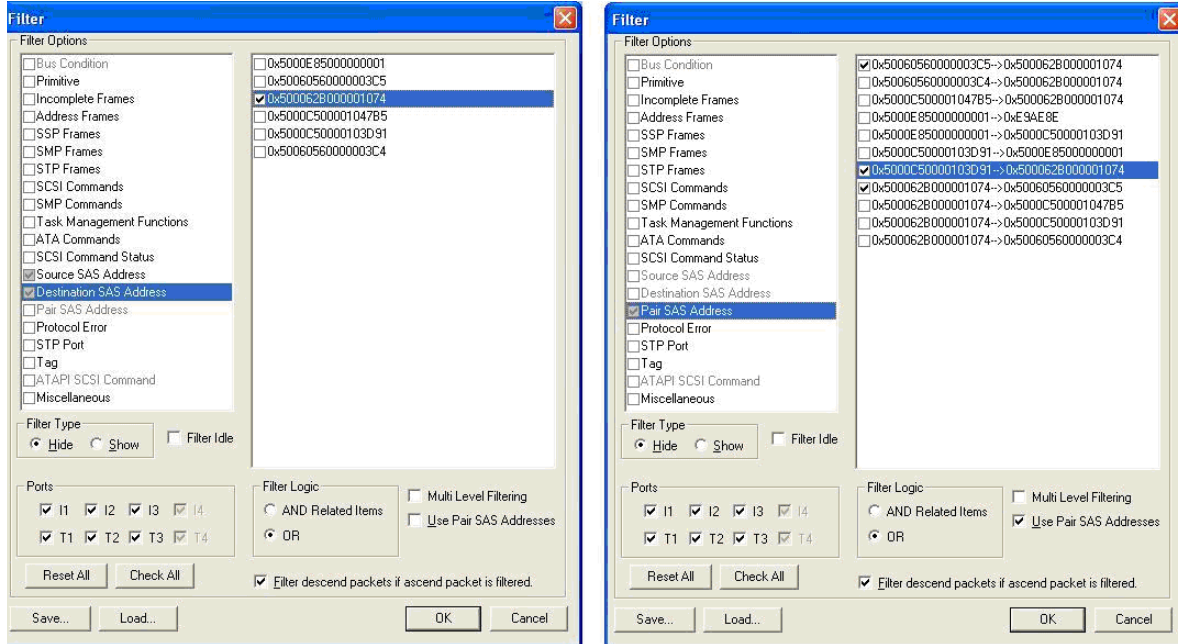 Filter
Filter Options
Bus Condition
Primitive
Incomplete Frames
Address Frames
SSP Frames
SMP Frames
STP Frames
SCSI Commands
SMP Commands
Task Management Functions
ATA Commands
SCSI Command Status
Source SAS Address
Destination SAS Address
Pair SAS Address
Protocol Error
STP Port
Tag
ATAPI SCSI Command
Miscellaneous
0x5000E85000000001
0x50060560000003C5
0x500062B000001074
0x5000C500001047B5
0x5000C50000103D91
0x50060560000003C4
Filter Type
Hide Show
Filter Idle
Ports
I1 I2 I3 I4
T1 T2 T3 T4
Filter Logic
AND Related Items
OR
Multi Level Filtering
Use Pair SAS Addresses
Reset All Check All
Filter descend packets if ascend packet is filtered.
Save... Load... OK Cancel
Filter
Filter Options
Bus Condition
Primitive
Incomplete Frames
Address Frames
SSP Frames
SMP Frames
STP Frames
SCSI Commands
SMP Commands
Task Management Functions
ATA Commands
SCSI Command Status
Source SAS Address
Destination SAS Address
Pair SAS Address
Protocol Error
STP Port
Tag
ATAPI SCSI Command
Miscellaneous
0x50060560000003C5-->0x500062B000001074
0x50060560000003C4-->0x500062B000001074
0x5000C500001047B5-->0x500062B000001074
0x5000E85000000001-->0xE9AE8E
0x5000E85000000001-->0x5000C50000103D91
0x5000C50000103D91-->0x5000E85000000001
0x5000C50000103D91-->0x500062B000001074
0x500062B000001074-->0x50060560000003C5
0x500062B000001074-->0x5000C500001047B5
0x500062B000001074-->0x5000C50000103D91
0x500062B000001074-->0x50060560000003C4
Filter Type
Hide Show
Filter Idle
Ports
I1 I2 I3 I4
T1 T2 T3 T4
Filter Logic
AND Related Items
OR
Multi Level Filtering
Use Pair SAS Addresses
Reset All Check All
Filter descend packets if ascend packet is filtered.
Save... Load... OK Cancel